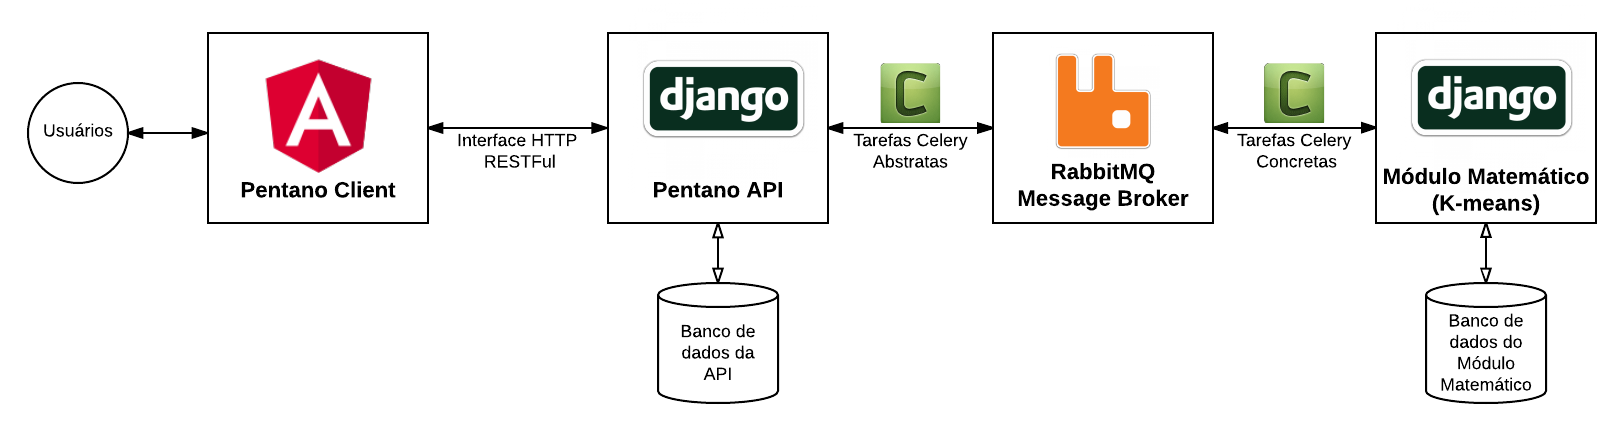 Usuários
A
Pentano Client
Interface HTTP
RESTFul
django
Pentano API
Banco de
dados da
API
C
Tarefas Celery
Abstratas
RabbitMQ
Message Broker
C
Tarefas Celery
Concretas
django
Módulo Matemático
(K-means)
Banco de
dados do
Módulo
Matemático